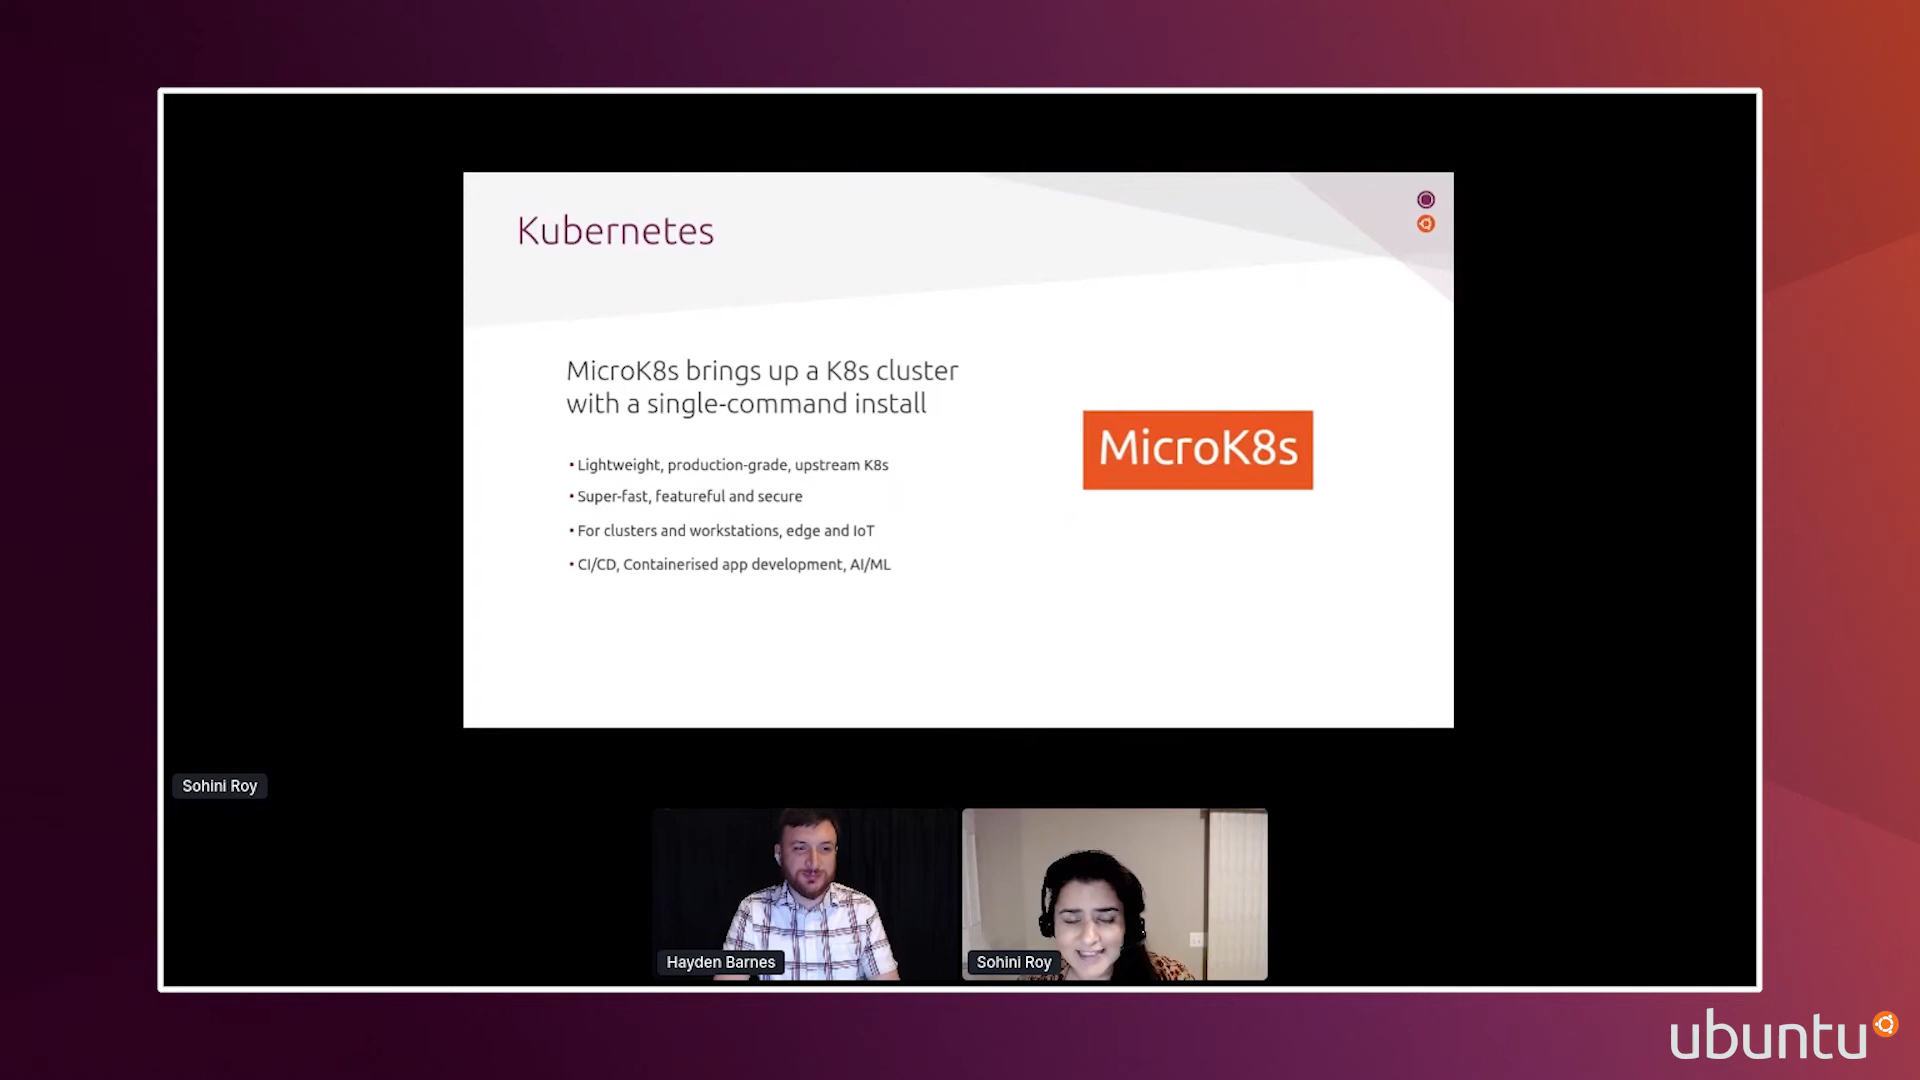 Kubernetes
MicroK8s brings up a K8s cluster
with a single-command install
• Lightweight, production-grade, upstream K8s
• Super-fast, featureful and secure
• For clusters and workstations, edge and IoT
• CI/CD, Containerised app development, AI/ML
MicroK8s
Sohini Roy
Hayden Barnes
Sohini Roy
ubuntu